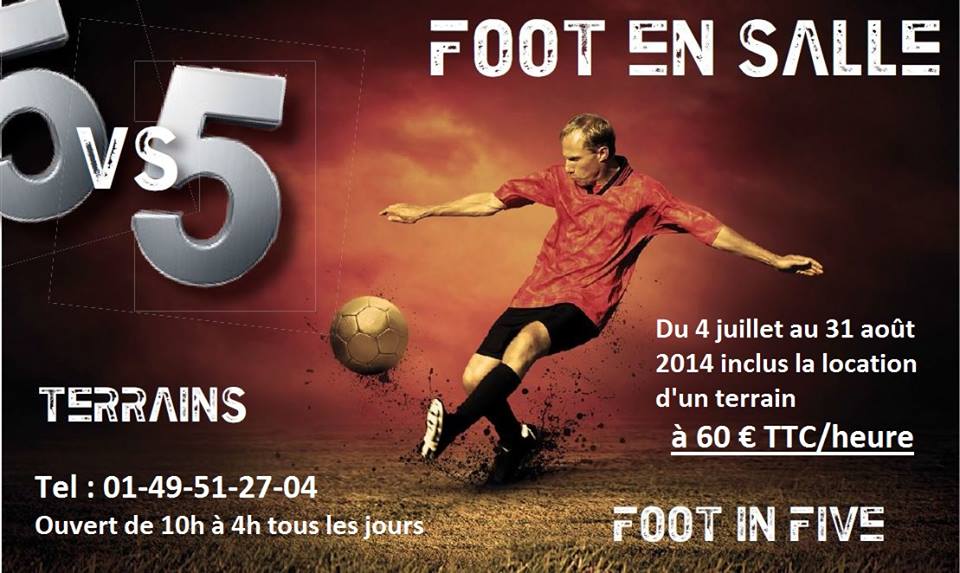 FOOT EN SALLE
5
VS 5
Du 4 juillet au 31 août
2014 inclus la location
d'un terrain
à 60 € TTC/heure
TERRAINS
Tel : 01-49-51-27-04
Ouvert de 10h à 4h tous les jours
FOOT IN FIVE